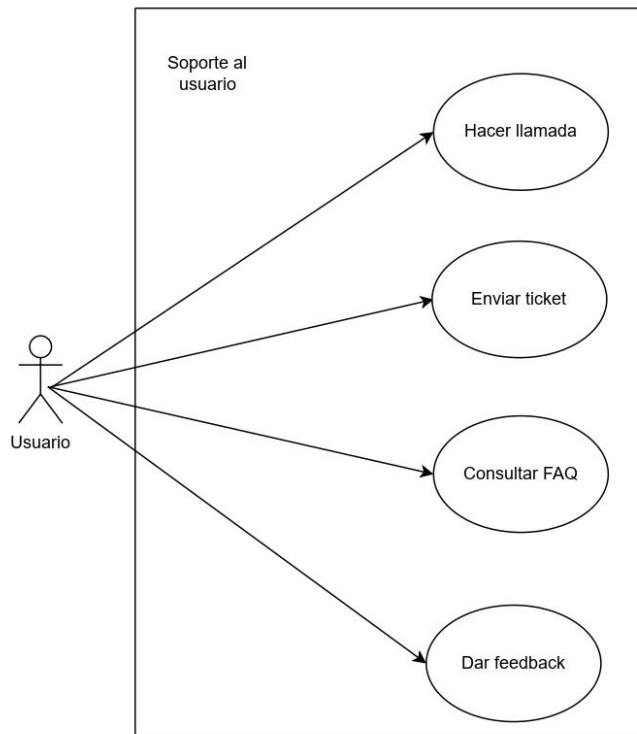 Soporte al
usuario
Hacer llamada
Enviar ticket
Usuario
Consultar FAQ
Dar feedback